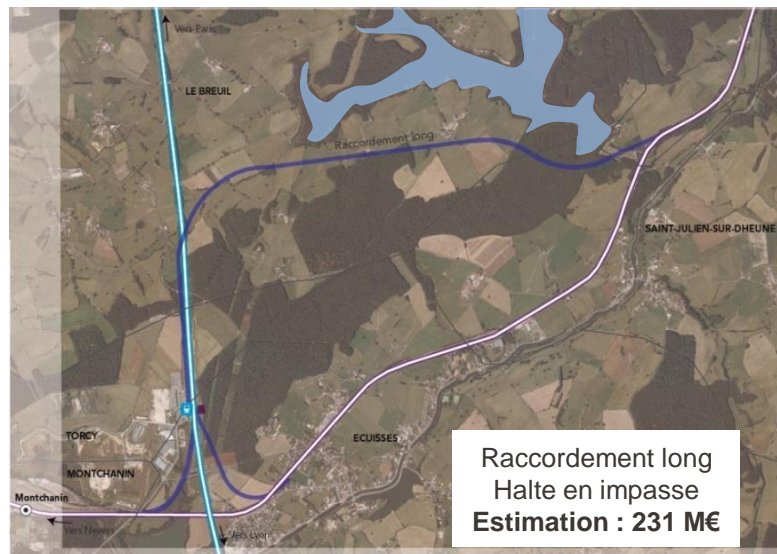 Vers Paris
LE BREUIL
Raccordement long
SAINT-JULIEN-SUR-DHEUNE
TORCY
ECUISSES
MONTCHANIN
Montchanin
Vers Nevers
Vers Lyon
Raccordement long
Halte en impasse
Estimation : 231 M€